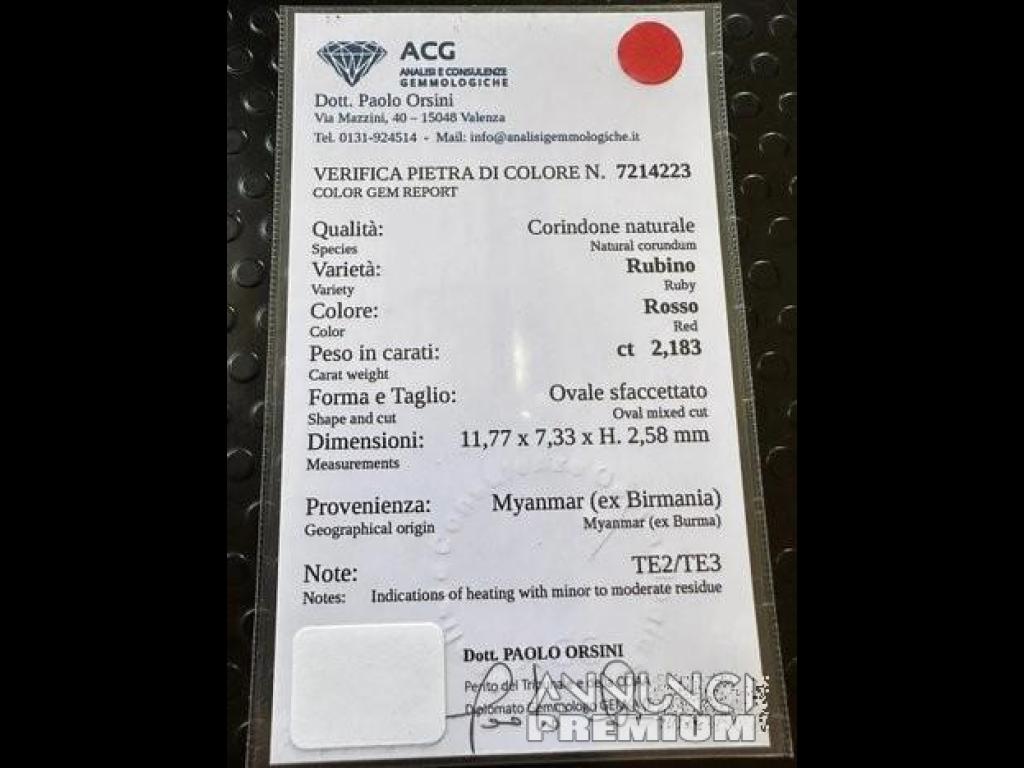 ACG
ANALISI E CONSULENZE
GEMMOLOGICHE
Dott. Paolo Orsini
Via Mazzini, 40 – 15048 Valenza
Tel. 0131-924514 - Mail: info@analisigemmologiche.it
VERIFICA PIETRA DI COLORE N. 7214223
COLOR GEM REPORT
Qualità: Corindone naturale
Species Natural corundum
Varietà: Rubino
Variety Ruby
Colore: Rosso
Color Red
Peso in carati: ct 2,183
Carat weight
Forma e Taglio: Ovale sfaccettato
Shape and cut Oval mixed cut
Dimensioni: 11,77 x 7,33 x H. 2,58 mm
Measurements
Provenienza: Myanmar (ex Birmania)
Geographical origin Myanmar (ex Burma)
Note: TE2/TE3
Notes: Indications of heating with minor to moderate residue
Dott. PAOLO ORSINI
Perito del
Diplomato Gemmologo
ANNUNCI
PREMIUM